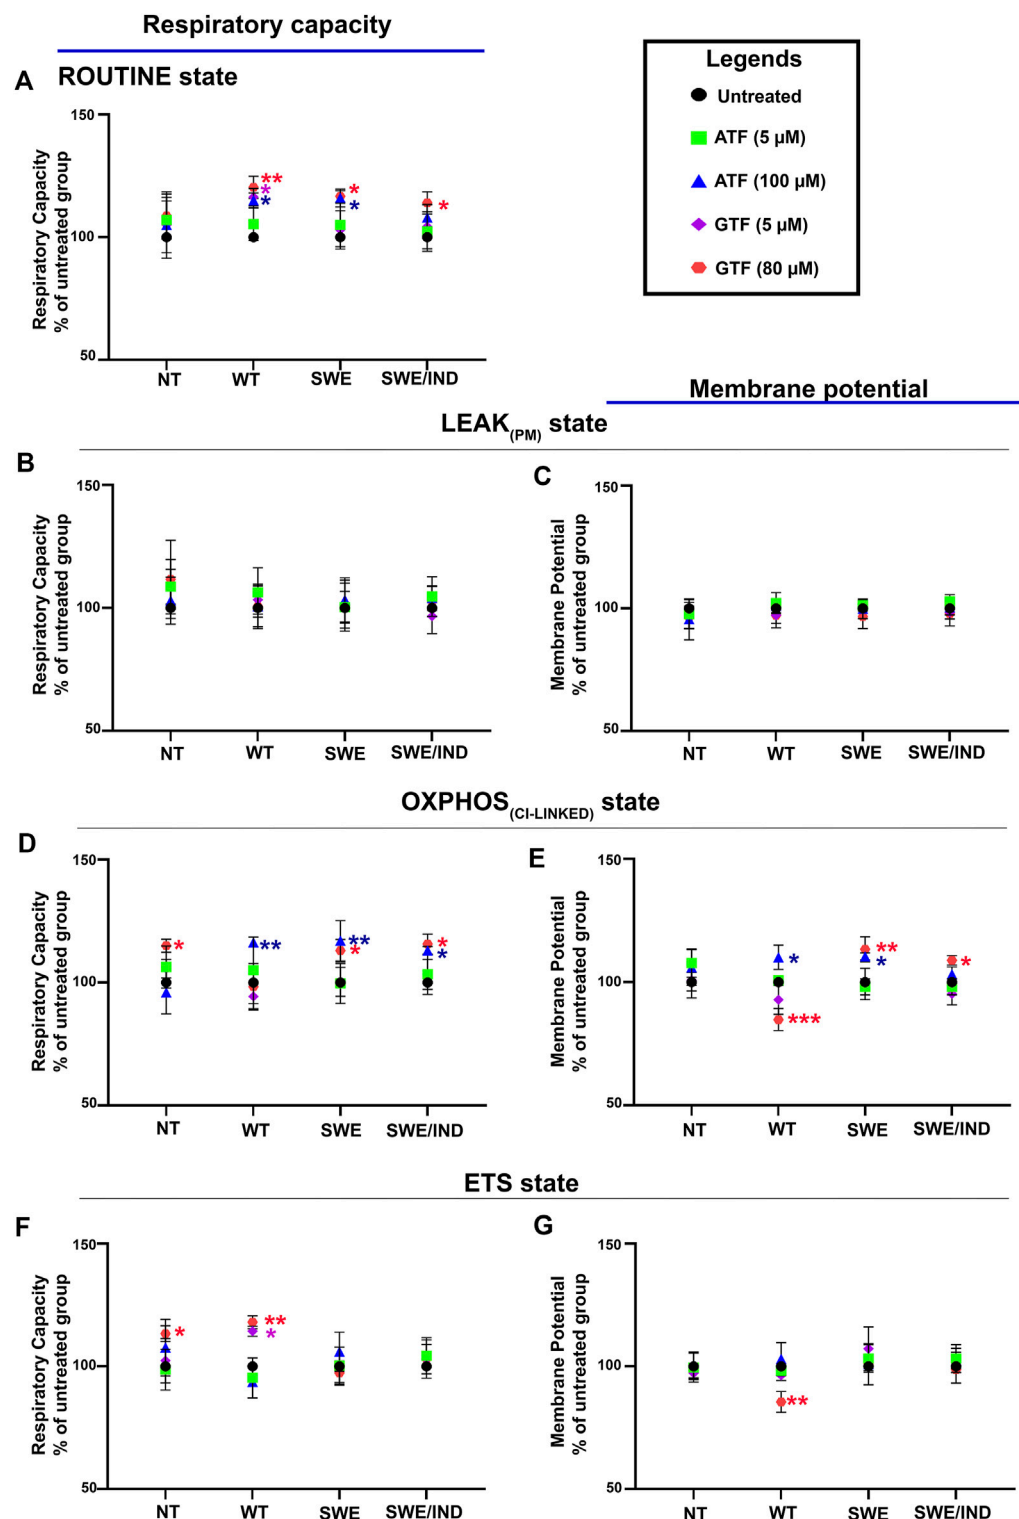 Respiratory capacity
A ROUTINE state
Respiratory Capacity
% of untreated group
150
100
50
**
*
*
*
*
*
NT WT SWE SWE/IND
Legends
Untreated
ATF (5 µM)
ATF (100 µM)
GTF (5 µM)
GTF (80 µM)
Membrane potential
LEAK(PM) state
B
Respiratory Capacity
% of untreated group
150
100
50
NT WT SWE SWE/IND
C
Membrane Potential
% of untreated group
150
100
50
NT WT SWE SWE/IND
OXPHOS(CI-LINKED) state
D
Respiratory Capacity
% of untreated group
150
100
50
*
**
**
*
*
*
NT WT SWE SWE/IND
E
Membrane Potential
% of untreated group
150
100
50
*
***
**
*
*
NT WT SWE SWE/IND
ETS state
F
Respiratory Capacity
% of untreated group
150
100
50
*
**
*
NT WT SWE SWE/IND
G
Membrane Potential
% of untreated group
150
100
50
**
NT WT SWE SWE/IND